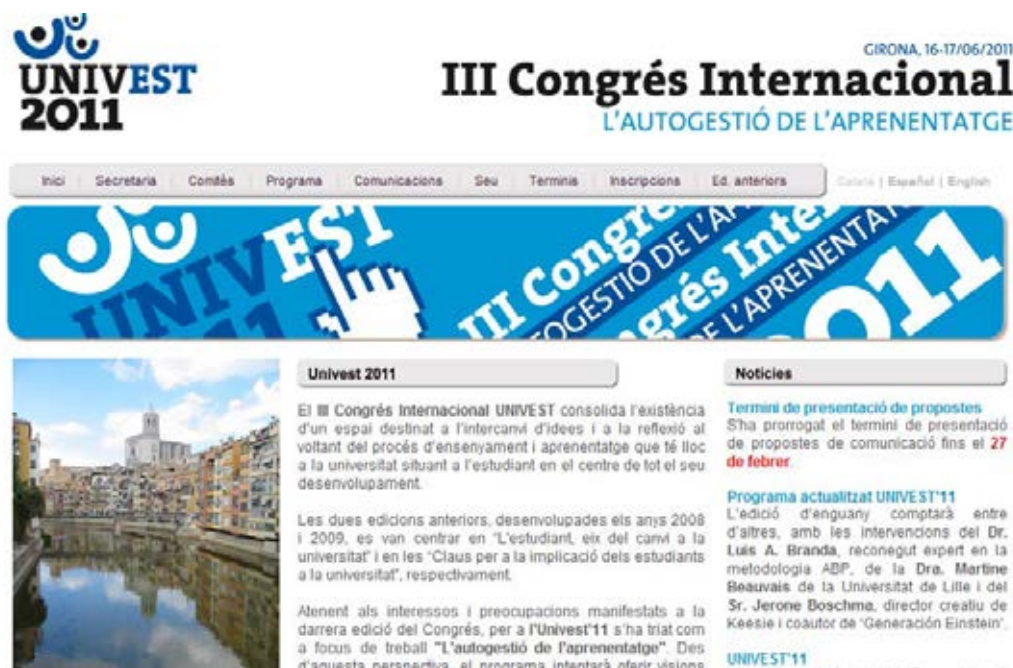 UNIVEST
2011
GIRONA, 16-17/06/2011
III Congrés Internacional
L'AUTOGESTIÓ DE L'APRENENTATGE
Inici Secretaria Comitès Programa Comunicacions Seu Terminis Inscripcions Ed. anteriors Català | Español | English
UNIVEST
2011
III Congrés
Univest 2011
El III Congrés Internacional UNIVEST consolida l'existència
d'un espai destinat a l'intercanvi d'idees i a la reflexió al
voltant del procés d'ensenyament i aprenentatge que té lloc
a la universitat situant a l'estudiant en el centre de tot el seu
desenvolupament.
Les dues edicions anteriors, desenvolupades els anys 2008
i 2009, es van centrar en "L'estudiant, eix del canvi a la
universitat" i en les "Claus per a la implicació dels estudiants
a la universitat", respectivament.
Atenent als interessos i preocupacions manifestats a la
darrera edició del Congrés, per a l'Univest'11 s'ha triat com
a focus de treball "L'autogestió de l'aprenentatge". Des
d'aquesta perspectiva, el programa intentarà oferir visions
Noticies
Termini de presentació de propostes
S'ha prorrogat el termini de presentació
de propostes de comunicació fins el 27
de febrer.
Programa actualitzat UNIVEST'11
L'edició d'enguany comptarà entre
d'altres, amb les intervencions del Dr.
Luis A. Branda, reconegut expert en la
metodologia ABP, de la Dra. Martine
Beauvais de la Universitat de Lille i del
Sr. Jerone Boschma, director creatiu de
Keesie i coautor de 'Generación Einstein'.
UNIVEST'11